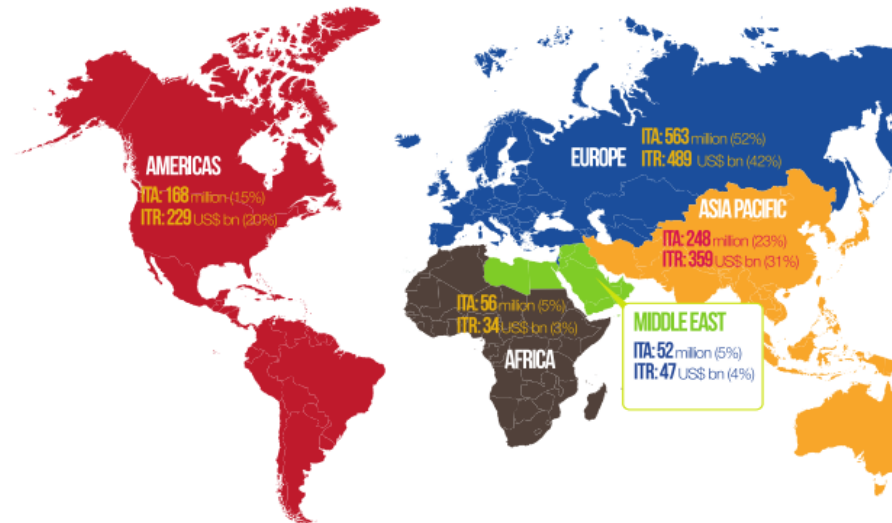 AMERICAS
ITA: 168 million (15%)
ITR: 229 US$ bn (20%)
EUROPE
ITA: 563 million (52%)
ITR: 489 US$ bn (42%)
ASIA PACIFIC
ITA: 248 million (23%)
ITR: 359 US$ bn (31%)
ITA: 56 million (5%)
ITR: 34 US$ bn (3%)
AFRICA
MIDDLE EAST
ITA: 52 million (5%)
ITR: 47 US$ bn (4%)